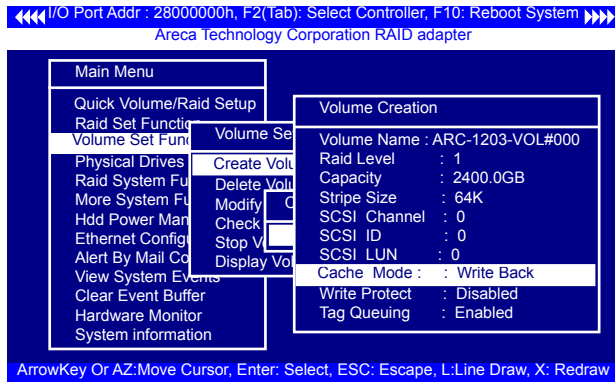 I/O Port Addr : 28000000h, F2(Tab): Select Controller, F10: Reboot System
Areca Technology Corporation RAID adapter
Main Menu
Quick Volume/Raid Setup
Raid Set Function
Volume Set Func
Physical Drives
Raid System Fu
More System Fu
Hdd Power Man
Ethernet Configu
Alert By Mail Co
View System Events
Clear Event Buffer
Hardware Monitor
System information
Volume Se
Create Volu
Delete Volu
Modify
Check
Stop V
Display Vol
C
Volume Creation
Volume Name : ARC-1203-VOL#000
Raid Level : 1
Capacity : 2400.0GB
Stripe Size : 64K
SCSI Channel : 0
SCSI ID : 0
SCSI LUN : 0
Cache Mode : : Write Back
Write Protect : Disabled
Tag Queuing : Enabled
ArrowKey Or AZ:Move Cursor, Enter: Select, ESC: Escape, L:Line Draw, X: Redraw